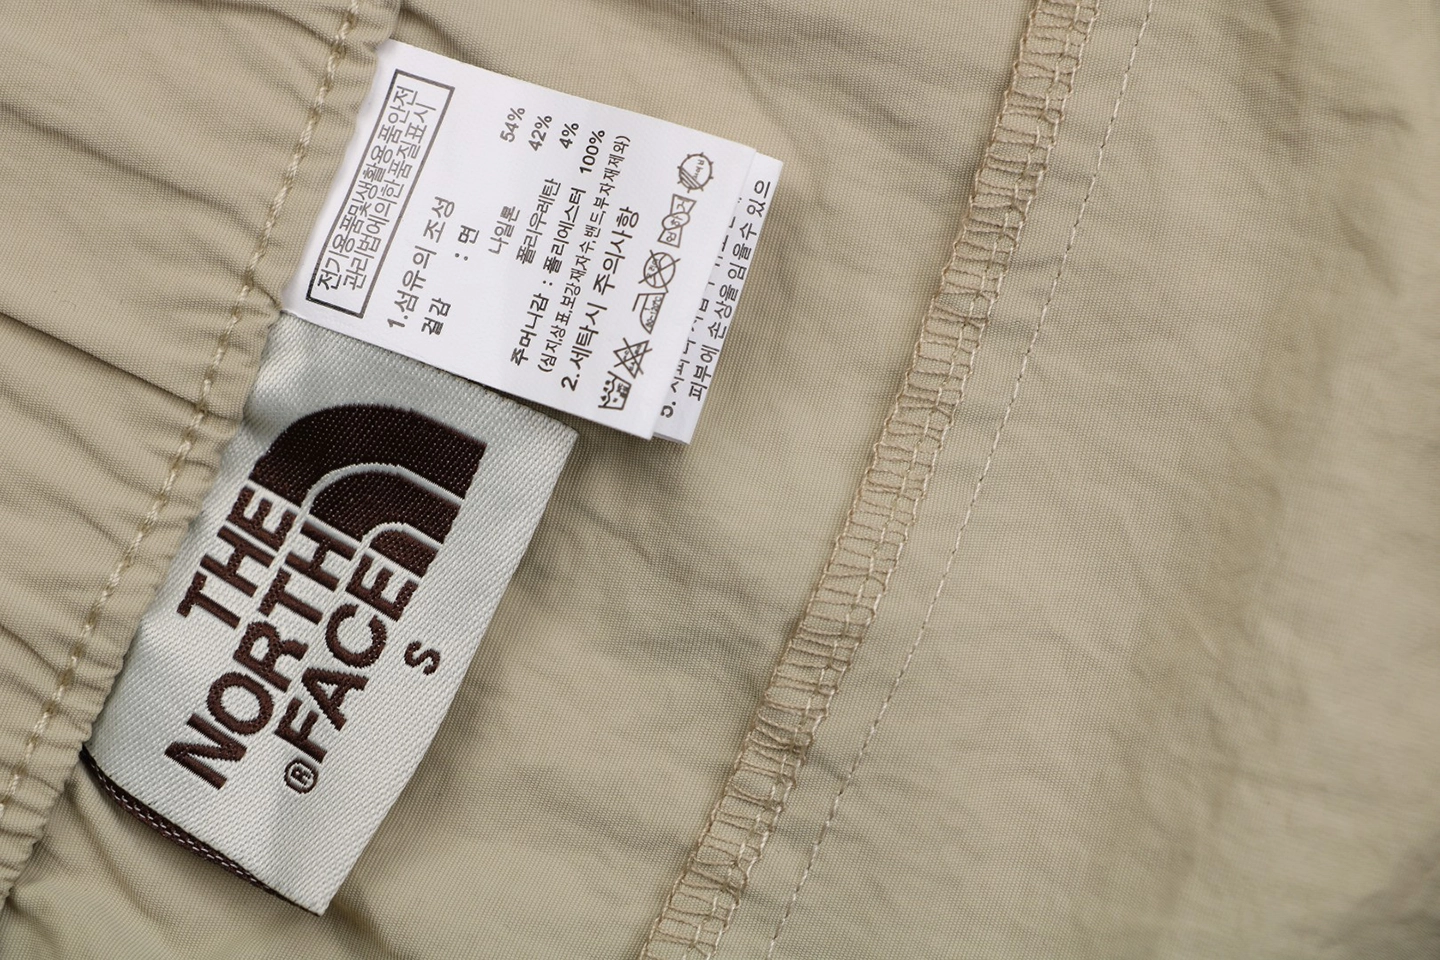 전기용품및생활용품안전
관리법에의한품질표시
1.섬유의 조성
겉감 : 면 54%
나일론 42%
폴리우레탄 4%
주머니감 : 폴리에스터 100%
(심지,상표,보강재,자수,밴드부자재제외)
2.세탁시 주의사항
피부에 손상을 입을수 있으
THE
NORTH
FACE
®
S